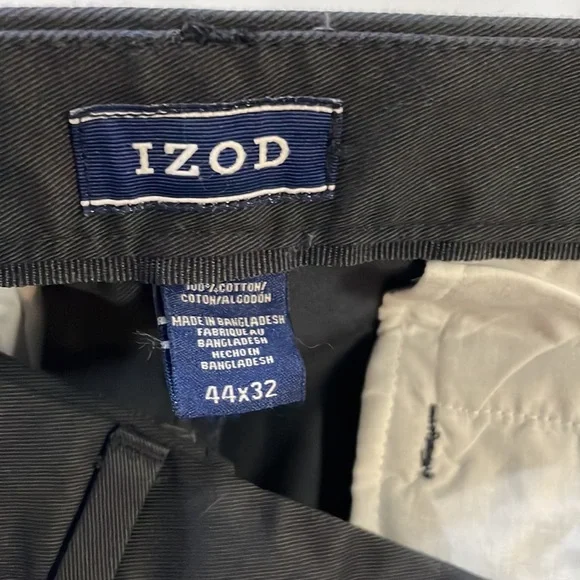 IZOD
100% COTTON/
COTON/ALGODÓN
MADE IN BANGLADESH
FABRIQUÉ AU
BANGLADESH
HECHO EN
BANGLADESH
44x32